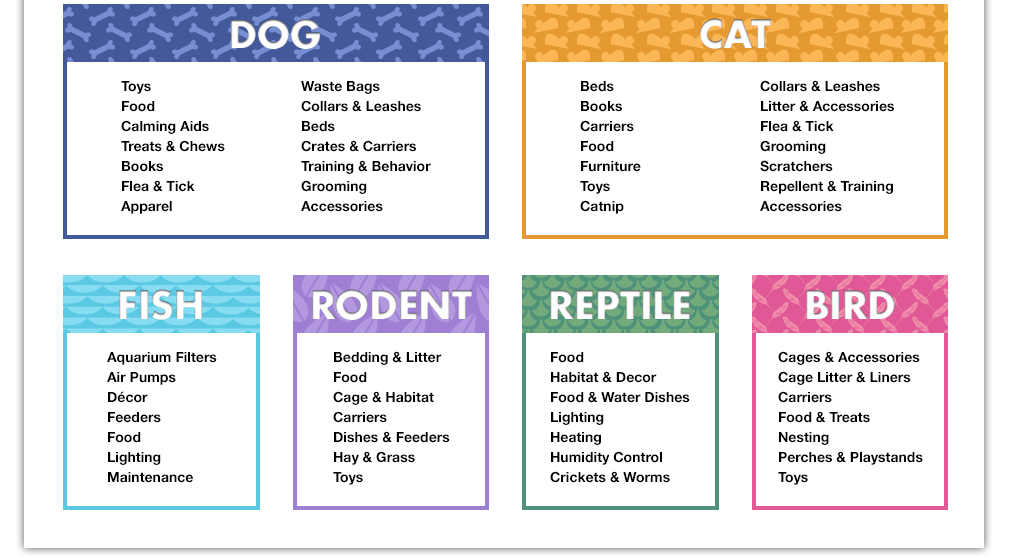 DOG
Toys
Food
Calming Aids
Treats & Chews
Books
Flea & Tick
Apparel
Waste Bags
Collars & Leashes
Beds
Crates & Carriers
Training & Behavior
Grooming
Accessories
CAT
Beds
Books
Carriers
Food
Furniture
Toys
Catnip
Collars & Leashes
Litter & Accessories
Flea & Tick
Grooming
Scratchers
Repellent & Training
Accessories
FISH
Aquarium Filters
Air Pumps
Décor
Feeders
Food
Lighting
Maintenance
RODENT
Bedding & Litter
Food
Cage & Habitat
Carriers
Dishes & Feeders
Hay & Grass
Toys
REPTILE
Food
Habitat & Decor
Food & Water Dishes
Lighting
Heating
Humidity Control
Crickets & Worms
BIRD
Cages & Accessories
Cage Litter & Liners
Carriers
Food & Treats
Nesting
Perches & Playstands
Toys